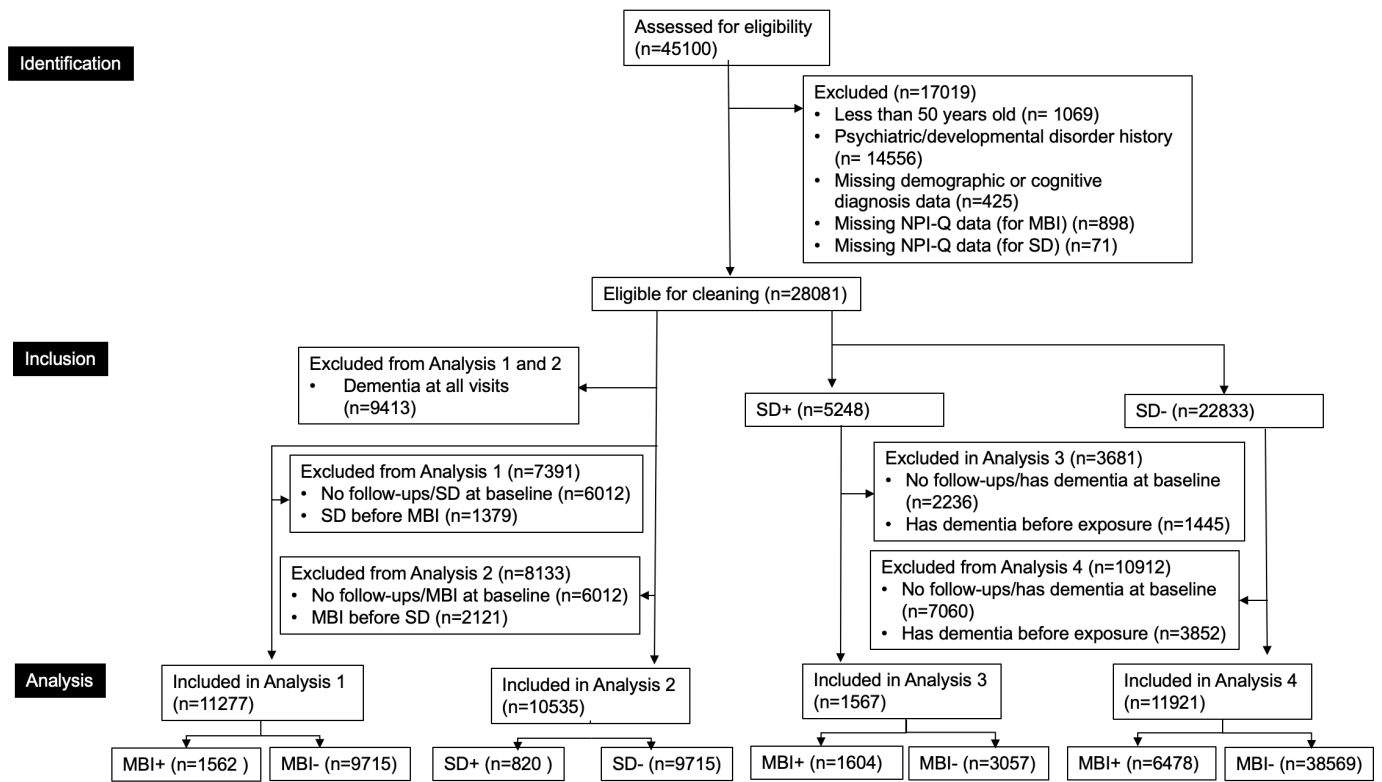 Assessed for eligibility
(n=45100)
Identification
Excluded (n=17019)
• Less than 50 years old (n= 1069)
• Psychiatric/developmental disorder history
(n= 14556)
• Missing demographic or cognitive
diagnosis data (n=425)
• Missing NPI-Q data (for MBI) (n=898)
• Missing NPI-Q data (for SD) (n=71)
Eligible for cleaning (n=28081)
Inclusion
Excluded from Analysis 1 and 2
• Dementia at all visits
(n=9413)
SD+ (n=5248)
SD- (n=22833)
Excluded from Analysis 1 (n=7391)
• No follow-ups/SD at baseline (n=6012)
• SD before MBI (n=1379)
Excluded in Analysis 3 (n=3681)
• No follow-ups/has dementia at baseline
(n=2236)
• Has dementia before exposure (n=1445)
Excluded from Analysis 2 (n=8133)
• No follow-ups/MBI at baseline (n=6012)
• MBI before SD (n=2121)
Excluded from Analysis 4 (n=10912)
• No follow-ups/has dementia at baseline
(n=7060)
• Has dementia before exposure (n=3852)
Analysis
Included in Analysis 1
(n=11277)
Included in Analysis 2
(n=10535)
Included in Analysis 3
(n=1567)
Included in Analysis 4
(n=11921)
MBI+ (n=1562 )
MBI- (n=9715)
SD+ (n=820 )
SD- (n=9715)
MBI+ (n=1604)
MBI- (n=3057)
MBI+ (n=6478)
MBI- (n=38569)